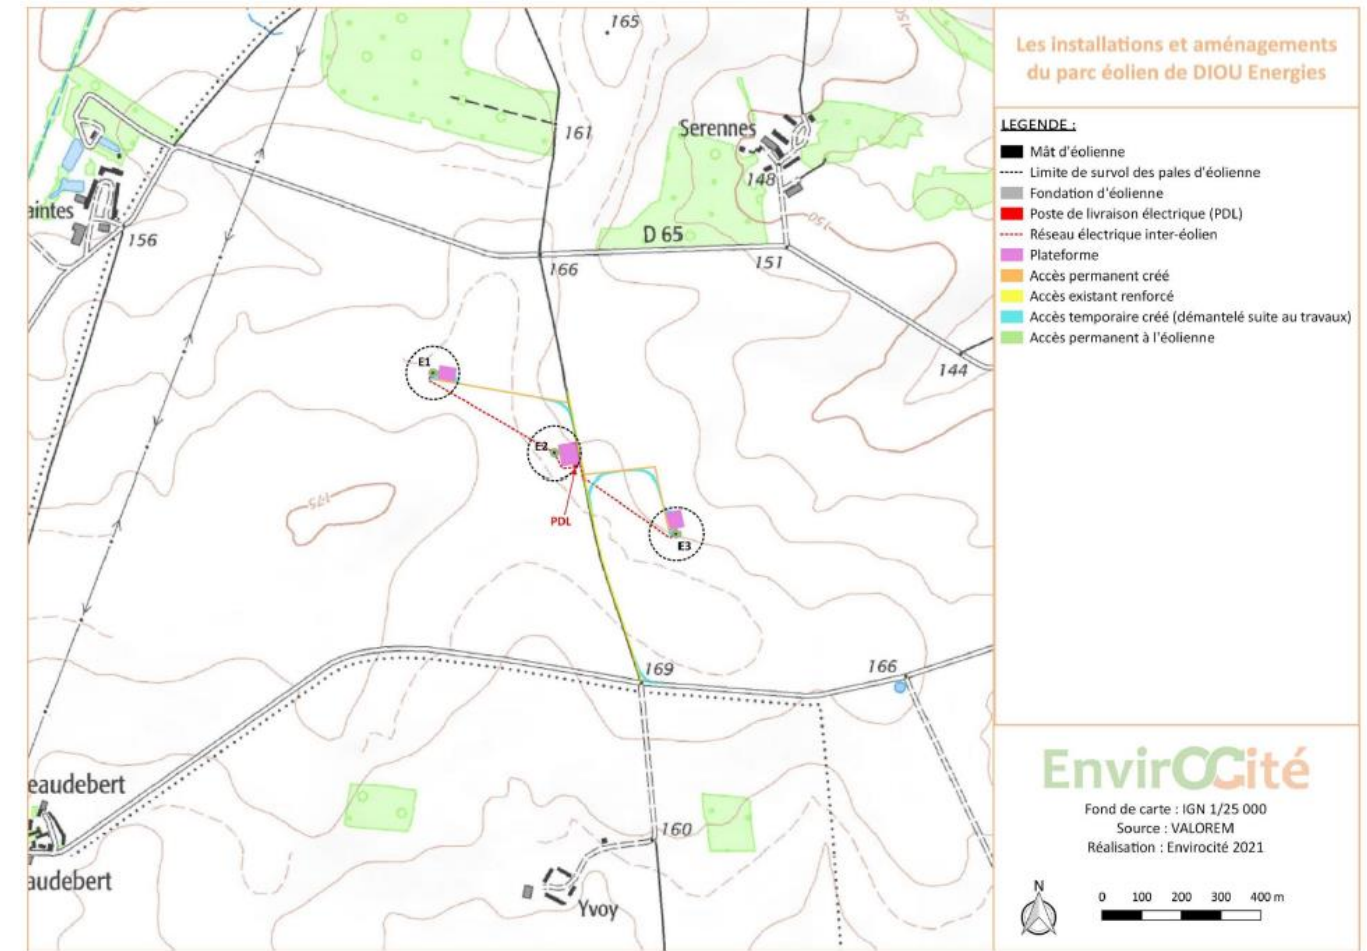 165
150
161
Serennes
148
aintes
156
D 65
150
151
166
144
E1
E2
175
PDL
E3
169
166
eaudebert
160
audebert
Yvoy
Les installations et aménagements
du parc éolien de DIOU Energies
LEGENDE :
Mât d'éolienne
Limite de survol des pales d'éolienne
Fondation d'éolienne
Poste de livraison électrique (PDL)
Réseau électrique inter-éolien
Plateforme
Accès permanent créé
Accès existant renforcé
Accès temporaire créé (démantelé suite au travaux)
Accès permanent à l'éolienne
EnvirOCité
Fond de carte : IGN 1/25 000
Source : VALOREM
Réalisation : Envirocité 2021
N
0 100 200 300 400 m